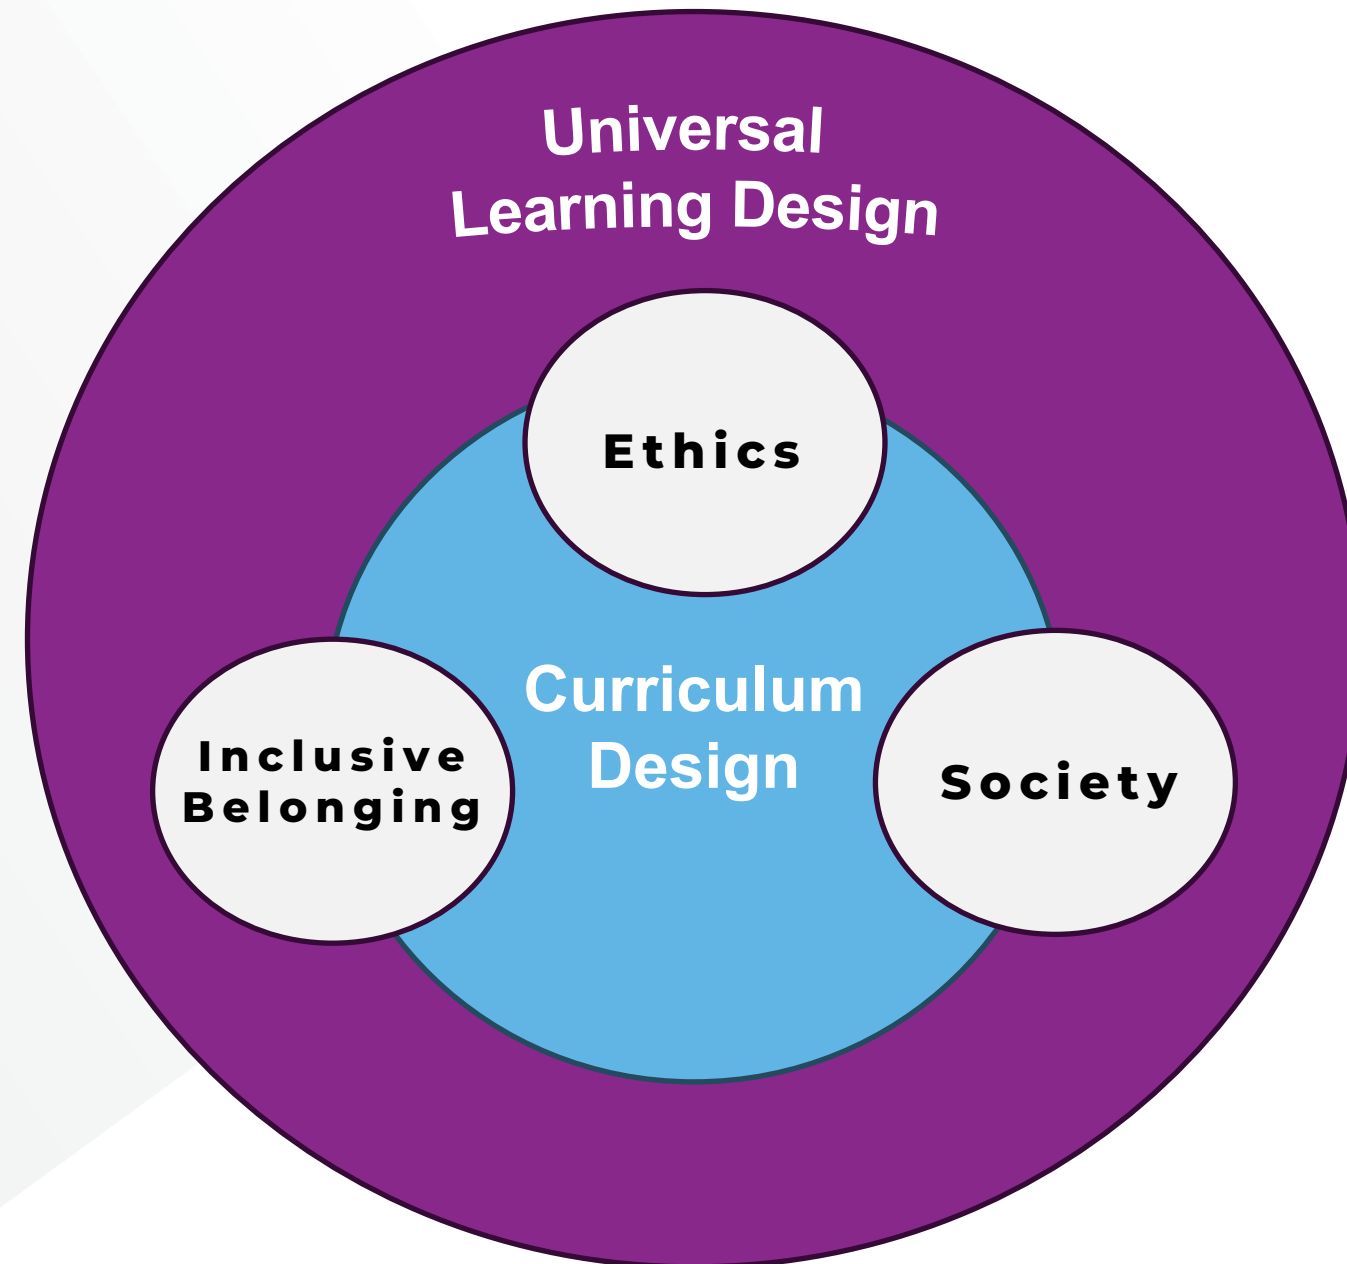 Universal
Learning Design
Ethics
Curriculum
Design
Inclusive
Belonging
Society